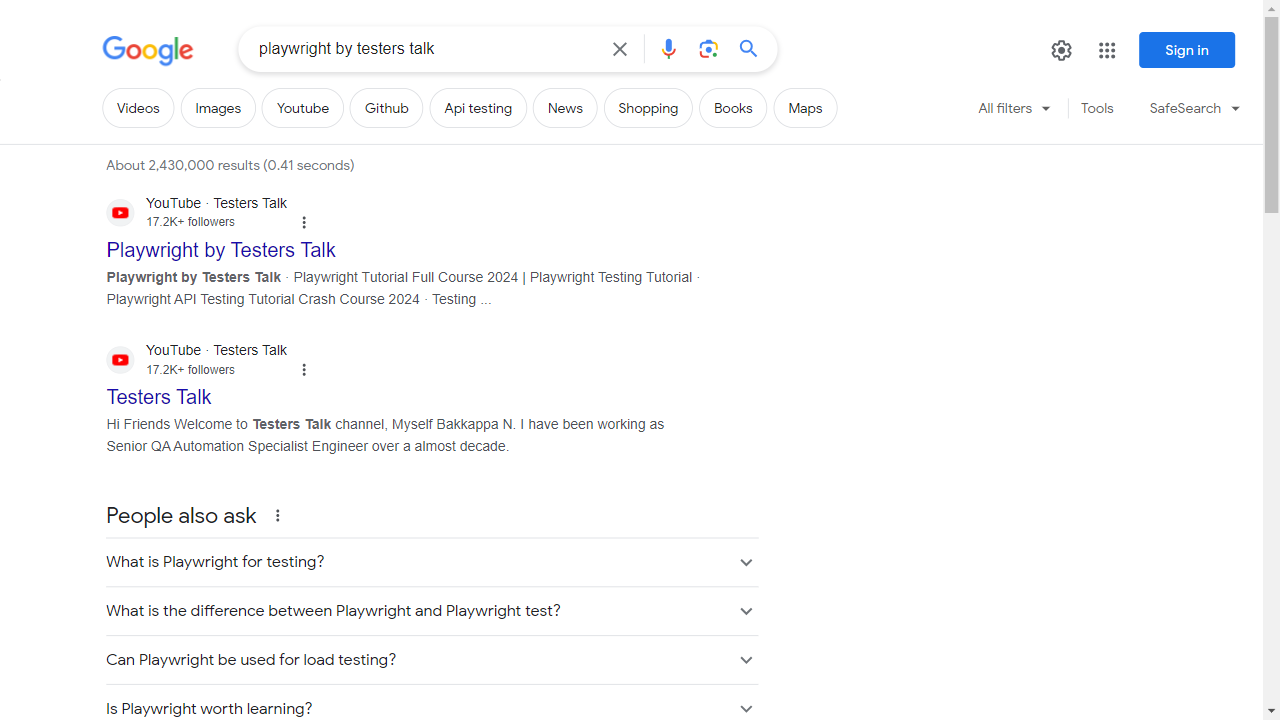 Google
playwright by testers talk
Sign in
Videos
Images
Youtube
Github
Api testing
News
Shopping
Books
Maps
All filters
Tools
SafeSearch
About 2,430,000 results (0.41 seconds)
YouTube · Testers Talk
17.2K+ followers
Playwright by Testers Talk
Playwright by Testers Talk · Playwright Tutorial Full Course 2024 | Playwright Testing Tutorial ·
Playwright API Testing Tutorial Crash Course 2024 · Testing ...
YouTube · Testers Talk
17.2K+ followers
Testers Talk
Hi Friends Welcome to Testers Talk channel, Myself Bakkappa N. I have been working as
Senior QA Automation Specialist Engineer over a almost decade.
People also ask
What is Playwright for testing?
What is the difference between Playwright and Playwright test?
Can Playwright be used for load testing?
Is Playwright worth learning?